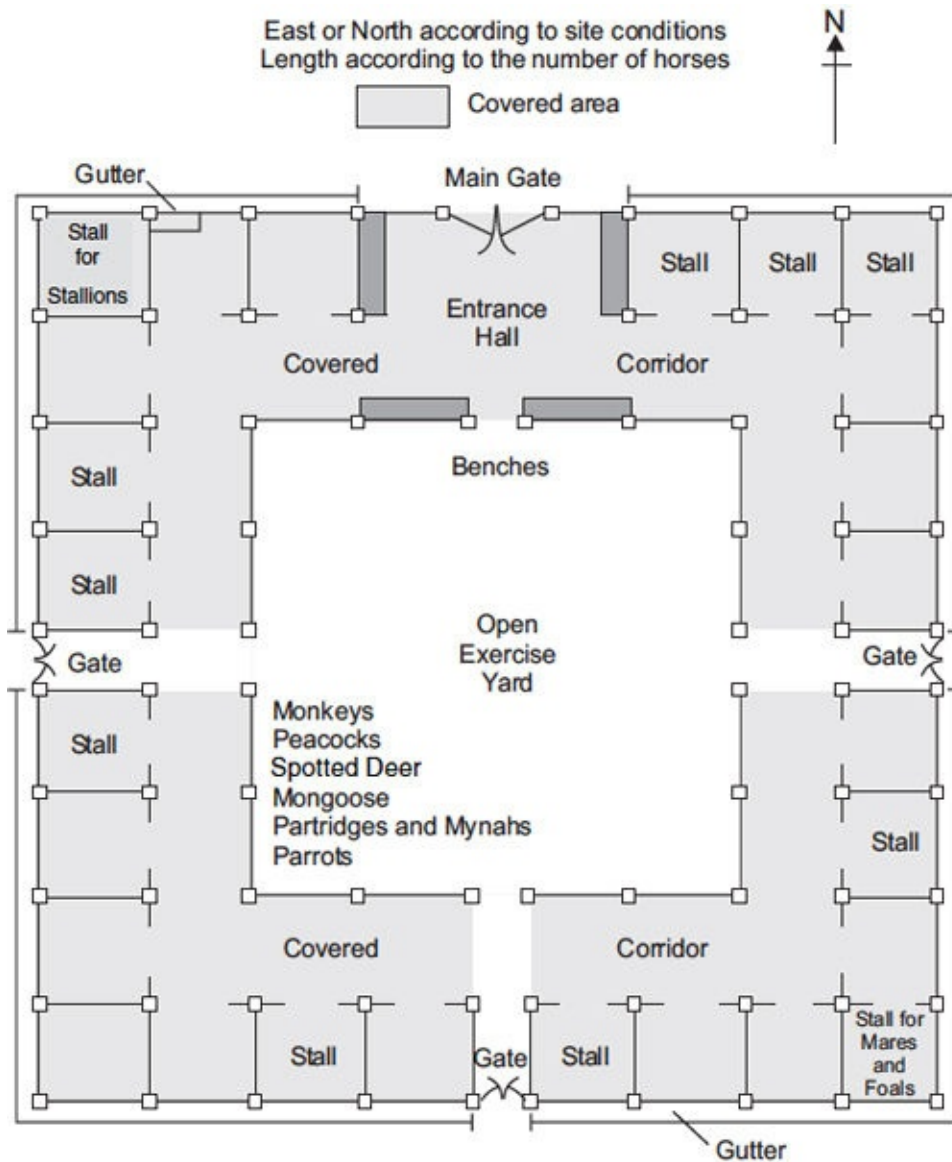 East or North according to site conditions
Length according to the number of horses
N
Covered area
Gutter
Main Gate
Stall
for
Stallions
Stall
Stall
Stall
Entrance
Hall
Covered
Corridor
Benches
Stall
Stall
Open
Exercise
Yard
Gate
Gate
Monkeys
Peacocks
Spotted Deer
Mongoose
Partridges and Mynahs
Parrots
Stall
Stall
Covered
Corridor
Stall for
Mares
and
Foals
Stall
Gate
Stall
Gutter